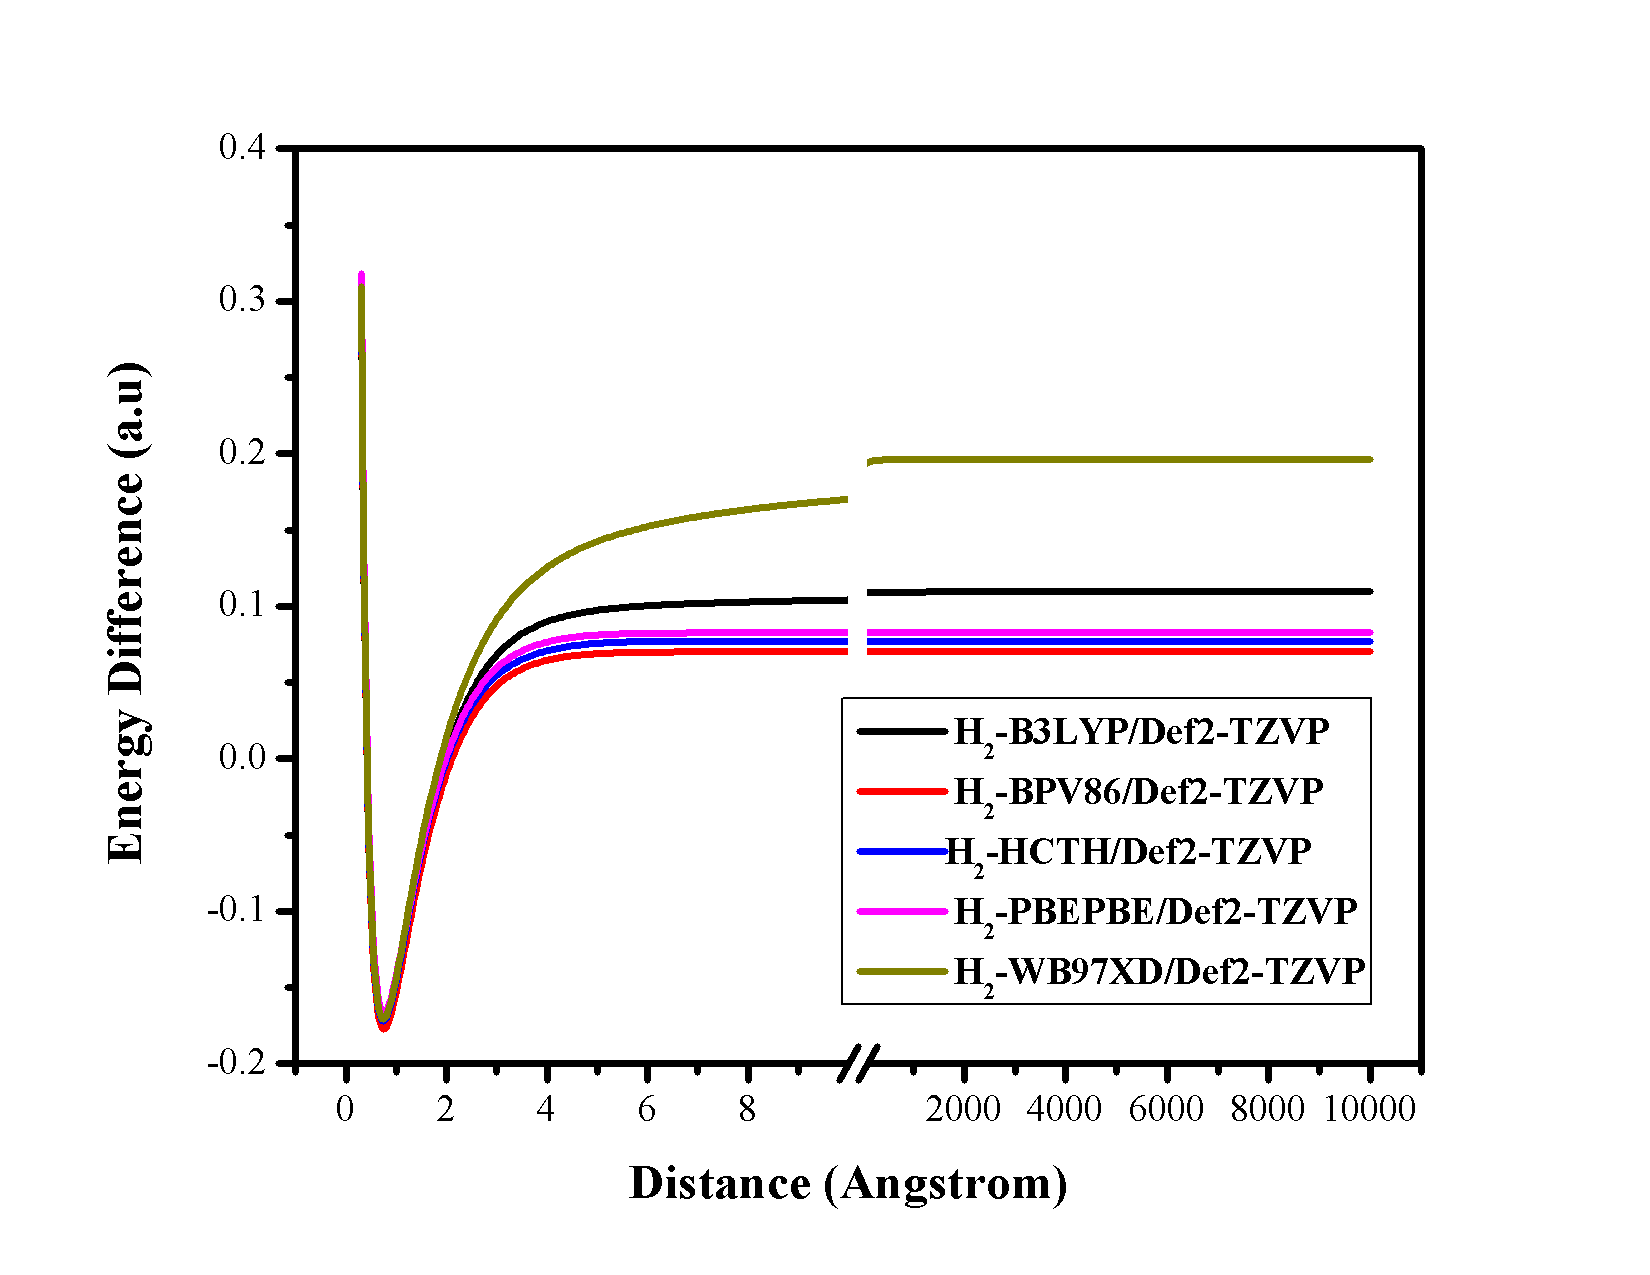 0.4
0.3
0.2
0.1
0.0
-0.1
-0.2
Energy Difference (a.u)
H2-B3LYP/Def2-TZVP
H2-BPV86/Def2-TZVP
H2-HCTH/Def2-TZVP
H2-PBEPBE/Def2-TZVP
H2-WB97XD/Def2-TZVP
0 2 4 6 8 2000 4000 6000 8000 10000
Distance (Angstrom)